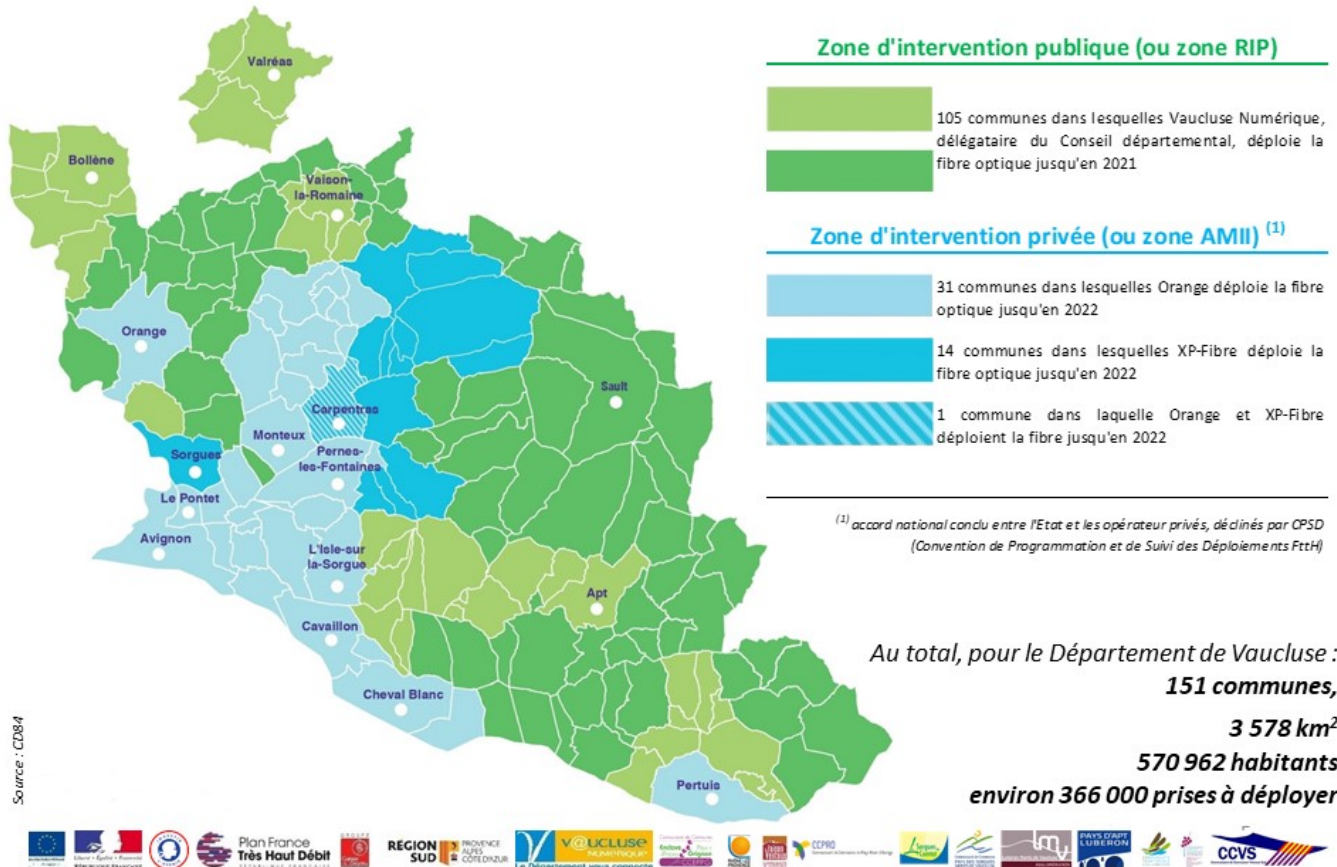 Valréas
Bollène
Vaison-
la-Romaine
Orange
Sault
Carpentras
Monteux
Pernes-
les-Fontaines
Sorgues
Le Pontet
Avignon
L'Isle-sur
la-Sorgue
Apt
Cavaillon
Cheval Blanc
Pertuis
Zone d'intervention publique (ou zone RIP)
105 communes dans lesquelles Vaucluse Numérique,
délégataire du Conseil départemental, déploie la
fibre optique jusqu'en 2021
Zone d'intervention privée (ou zone AMII) (1)
31 communes dans lesquelles Orange déploie la fibre
optique jusqu'en 2022
14 communes dans lesquelles XP-Fibre déploie la
fibre optique jusqu'en 2022
1 commune dans laquelle Orange et XP-Fibre
déploient la fibre jusqu'en 2022
(1) accord national conclu entre l'Etat et les opérateur privés, déclinés par CPSD
(Convention de Programmation et de Suivi des Déploiements FttH)
Au total, pour le Département de Vaucluse :
151 communes,
3 578 km²
570 962 habitants
environ 366 000 prises à déployer
Source : CD84
Plan France
Très Haut Débit
RÉGION
SUD
PROVENCE
ALPES
CÔTE D'AZUR
V@UCLUSE
NUMÉRIQUE
Le Département vous connecte
CCPRO
PAYS D'APT
LUBERON
CCVS